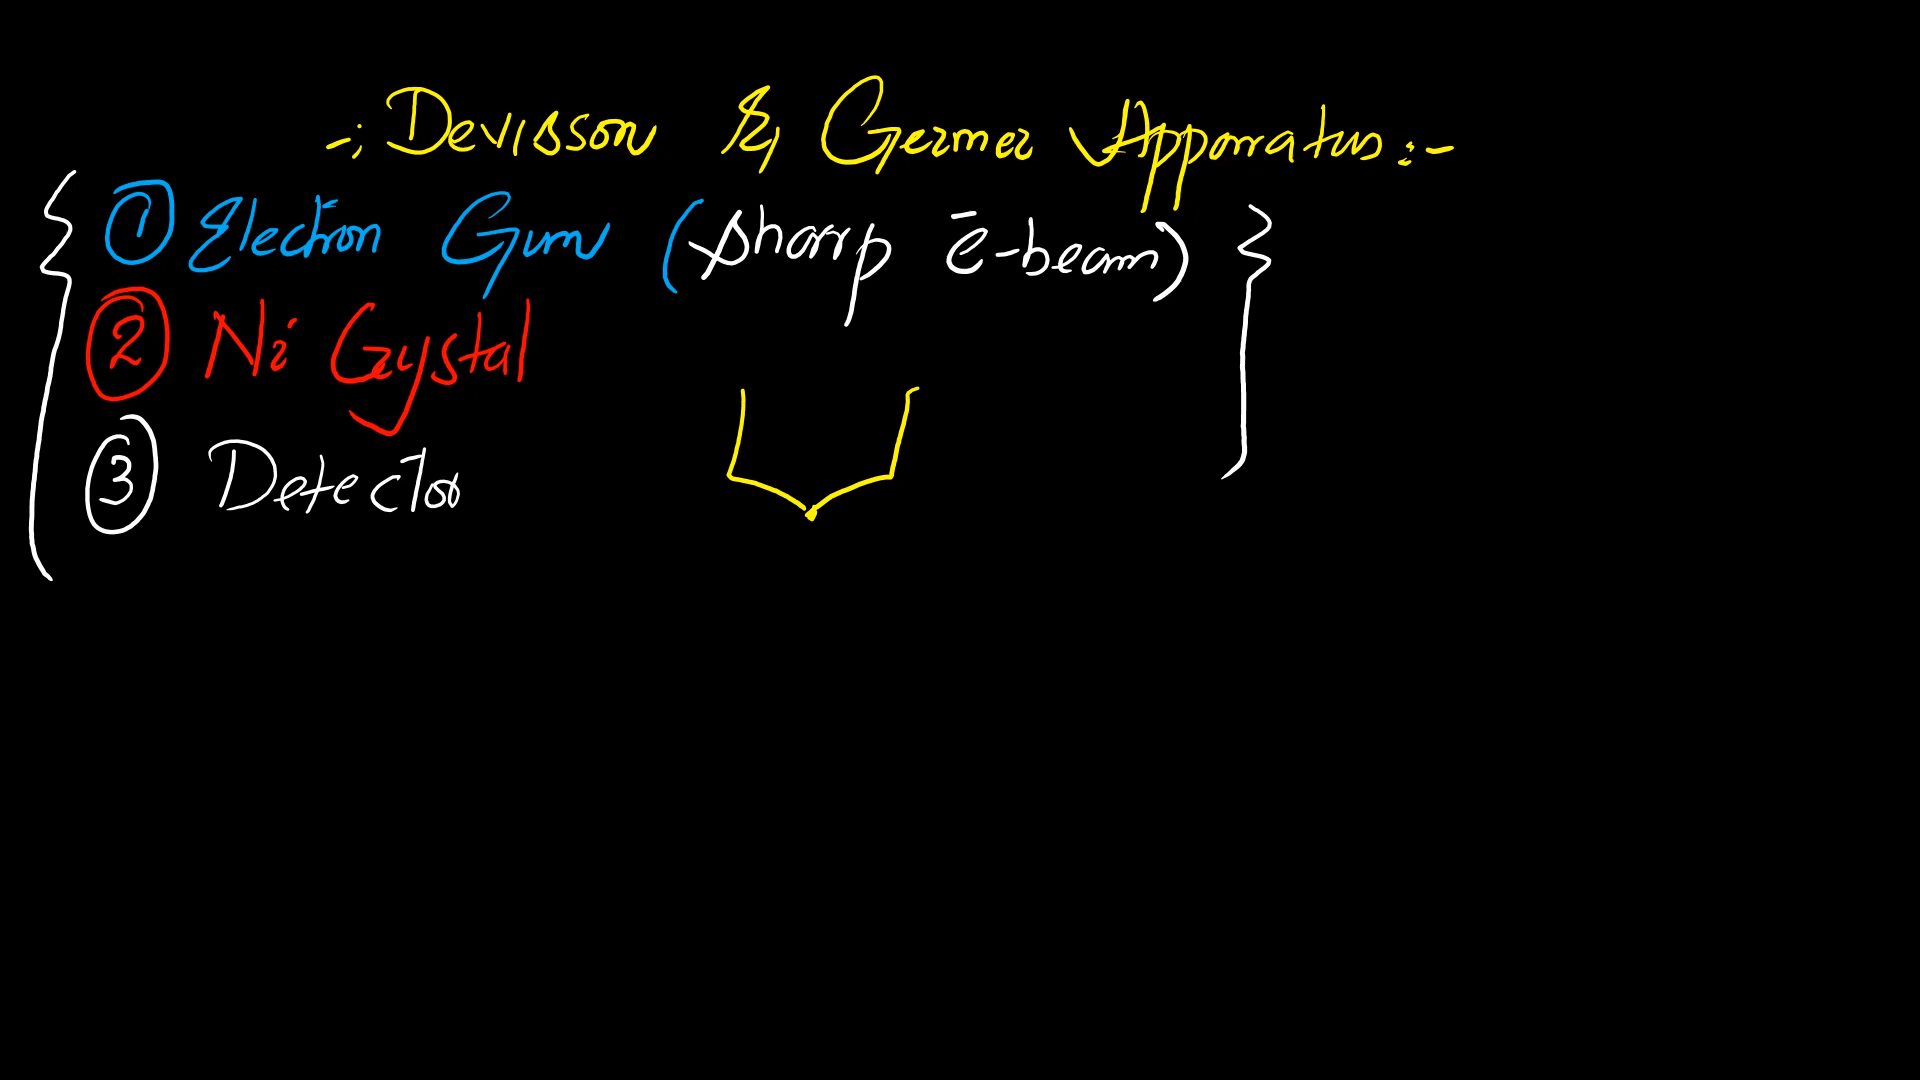 -: Devisson & Germer Apparatus :-
① Electron Gun (sharp ē-beam)
② Ni Crystal
③ Detector